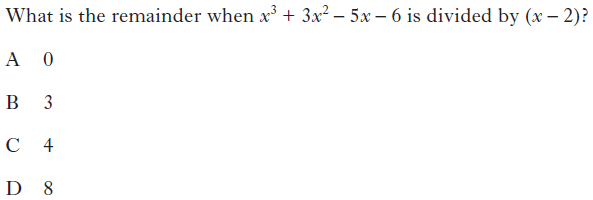 What is the remainder when x³ + 3x² – 5x – 6 is divided by (x – 2)?
A 0
B 3
C 4
D 8